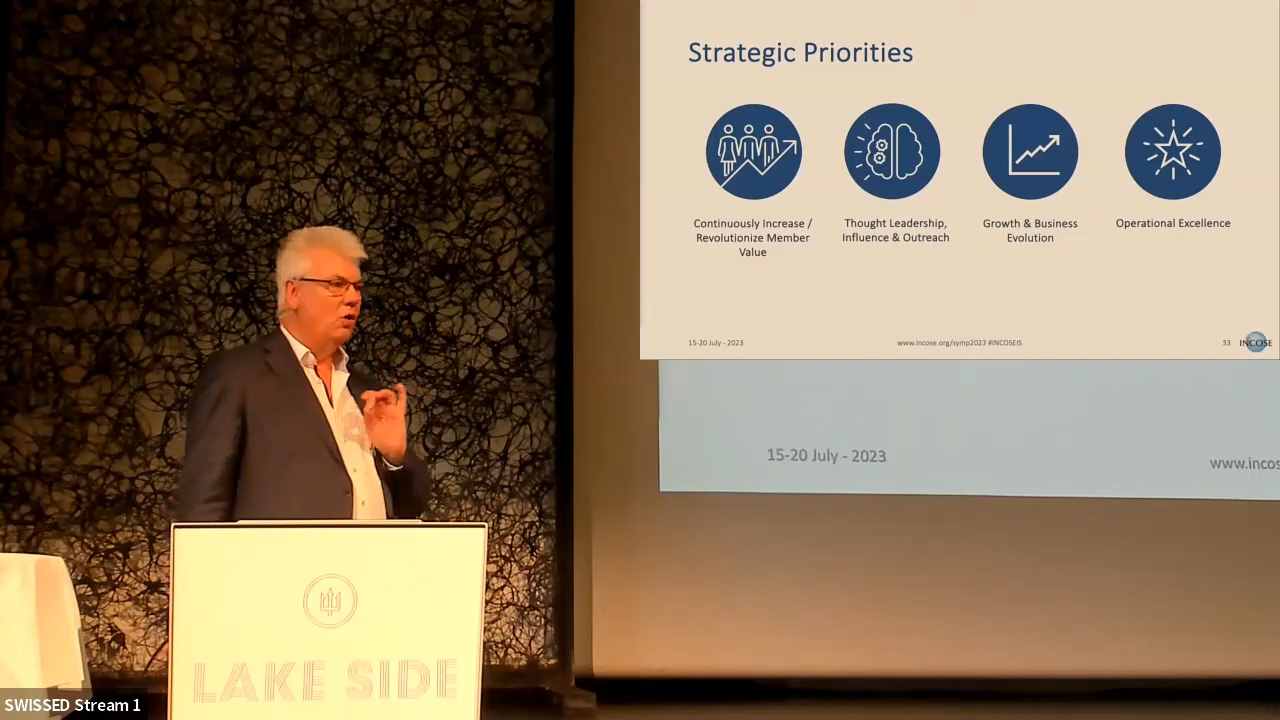 Strategic Priorities
Continuously Increase /
Revolutionize Member
Value
Thought Leadership,
Influence & Outreach
Growth & Business
Evolution
Operational Excellence
15-20 July - 2023
www.incose.org/symp2023 #INCOSEIS
33
INCOSE
15-20 July - 2023
www.incos
LAKE SIDE
SWISSED Stream 1